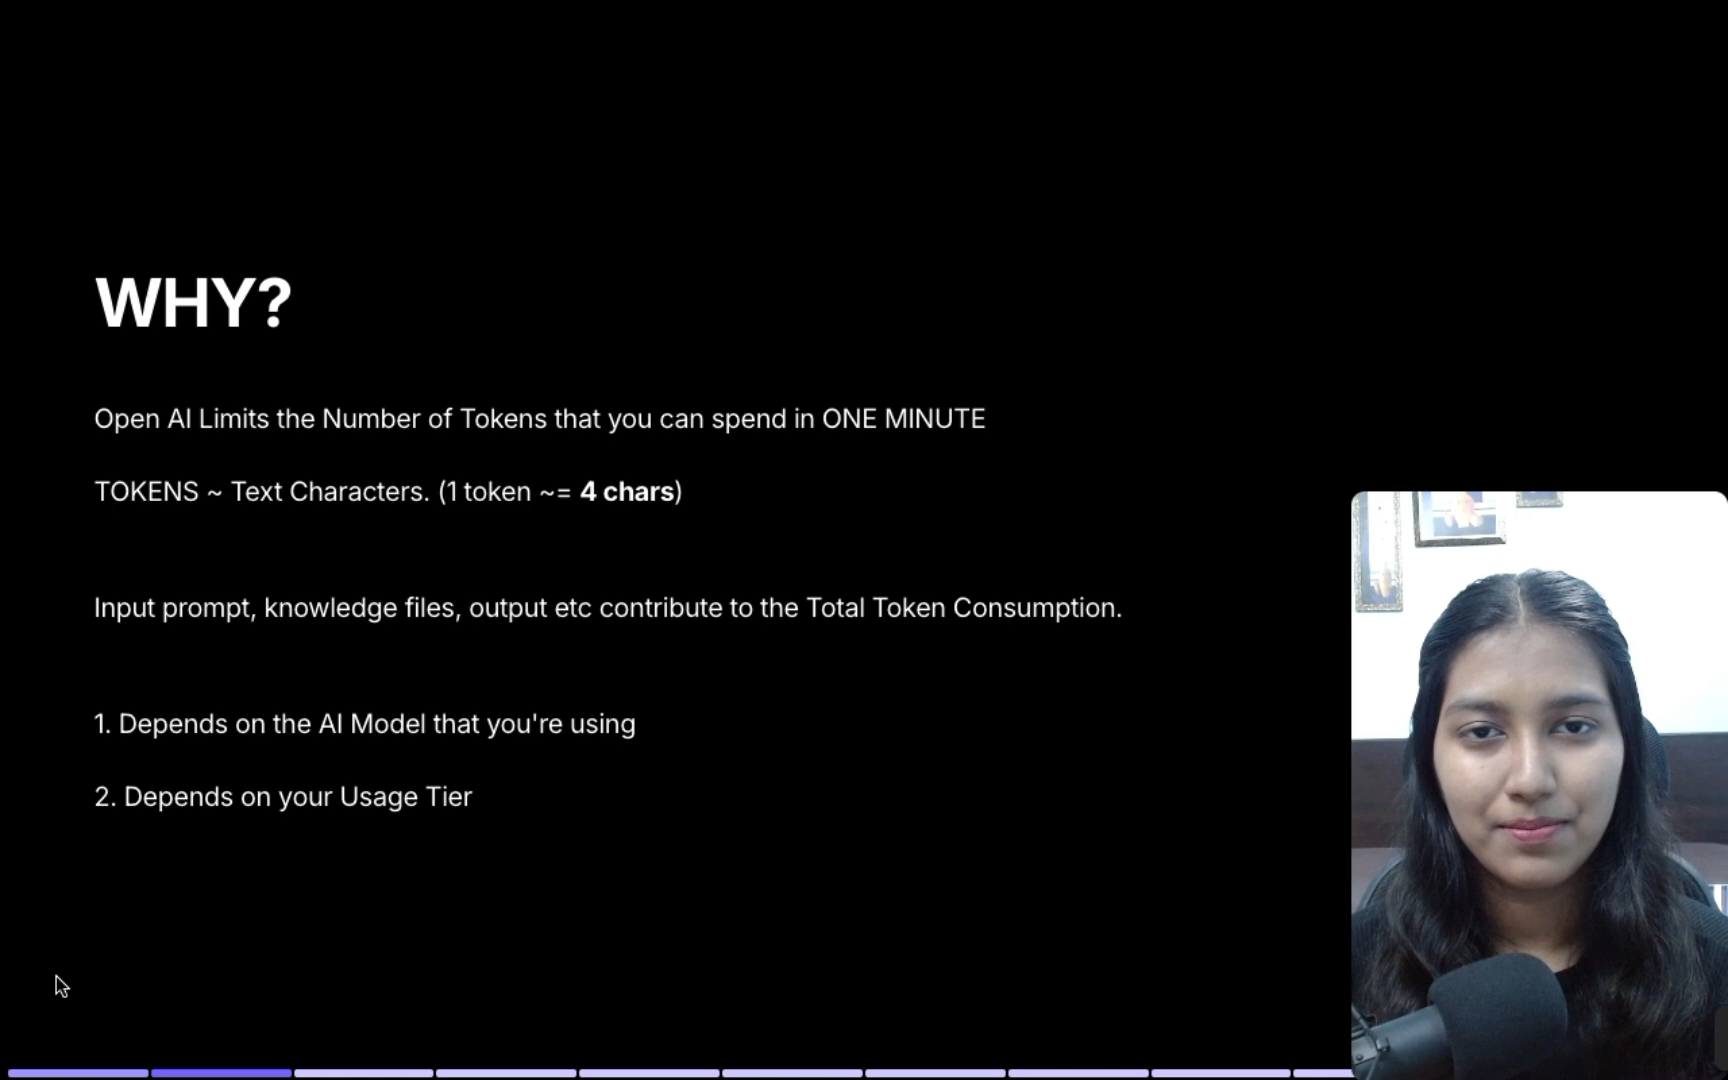 WHY?
Open AI Limits the Number of Tokens that you can spend in ONE MINUTE
TOKENS ~ Text Characters. (1 token ~= 4 chars)
Input prompt, knowledge files, output etc contribute to the Total Token Consumption.
1. Depends on the AI Model that you're using
2. Depends on your Usage Tier